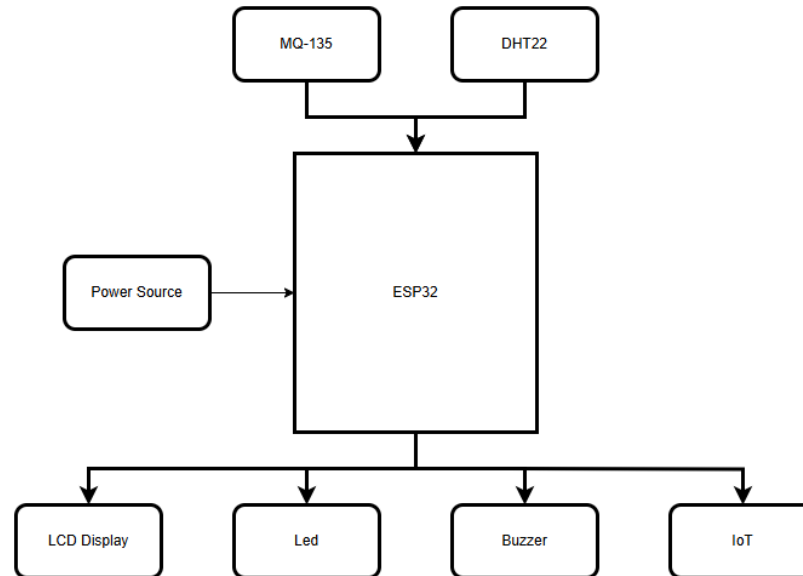 MQ-135
DHT22
Power Source
ESP32
LCD Display
Led
Buzzer
IoT